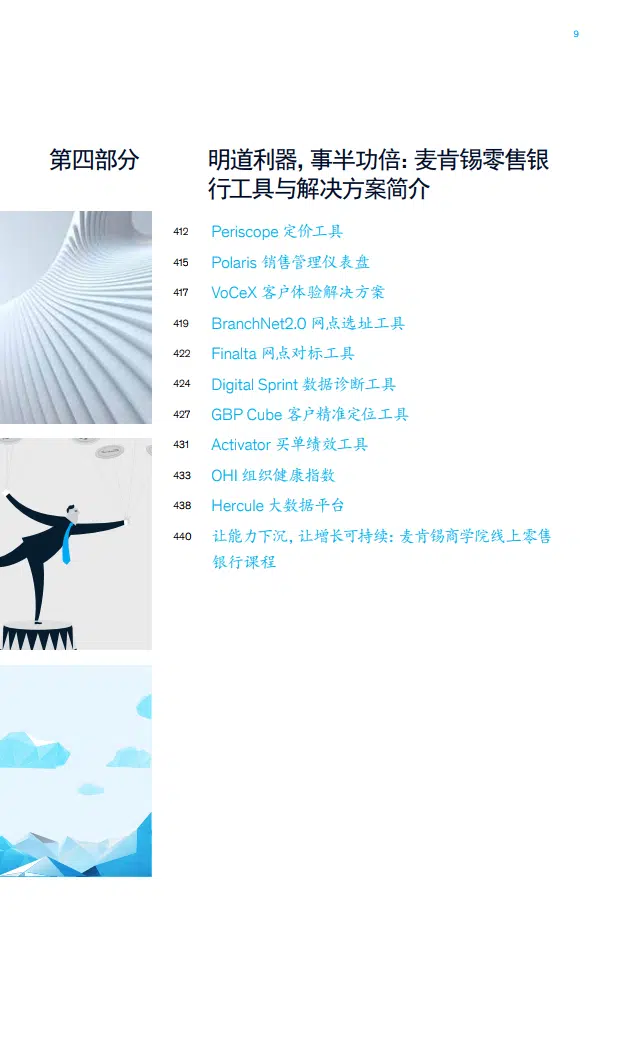 9
第四部分
明道利器, 事半功倍: 麦肯锡零售银
行工具与解决方案简介
412 Periscope 定价工具
415 Polaris 销售管理仪表盘
417 VoCeX 客户体验解决方案
419 BranchNet2.0 网点选址工具
422 Finalta 网点对标工具
424 Digital Sprint 数据诊断工具
427 GBP Cube 客户精准定位工具
431 Activator 买单绩效工具
433 OHI 组织健康指数
438 Hercule 大数据平台
440 让能力下沉, 让增长可持续: 麦肯锡商学院线上零售
银行课程